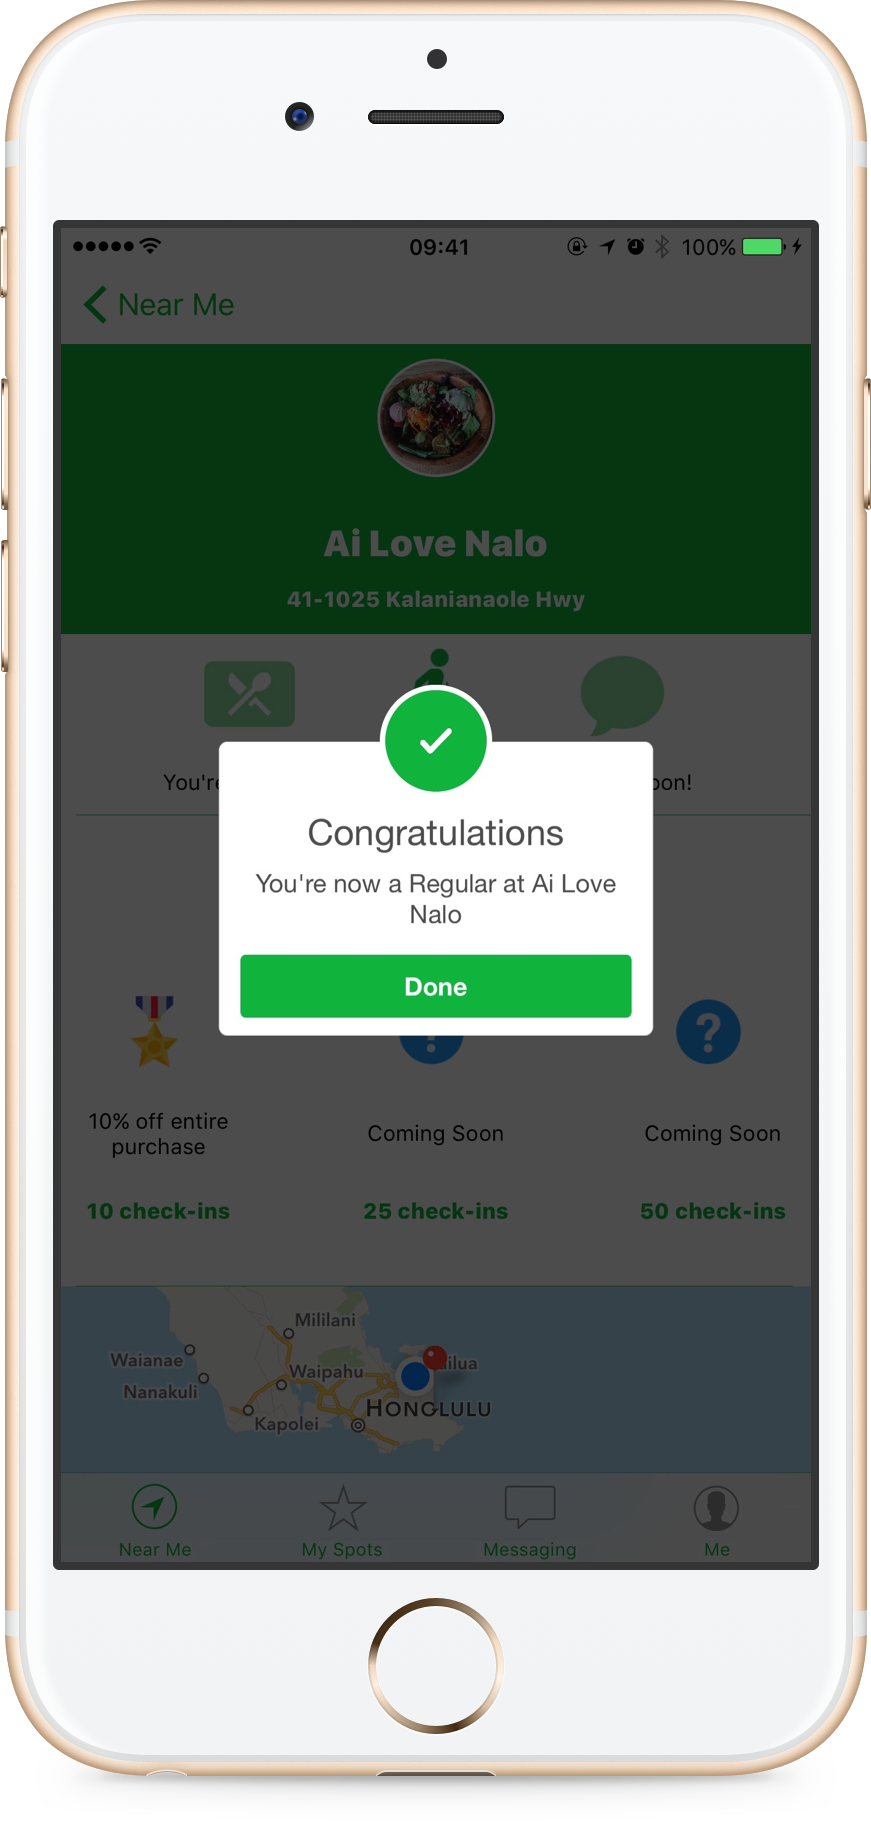 09:41
100%
Near Me
Ai Love Nalo
41-1025 Kalanianaole Hwy
You're
oon!
Congratulations
You're now a Regular at Ai Love
Nalo
Done
10% off entire
purchase
Coming Soon
Coming Soon
10 check-ins
25 check-ins
50 check-ins
Mililani
Waianae
ilua
Waipahu
Nanakuli
HONOLULU
Kapolei
Near Me
My Spots
Messaging
Me